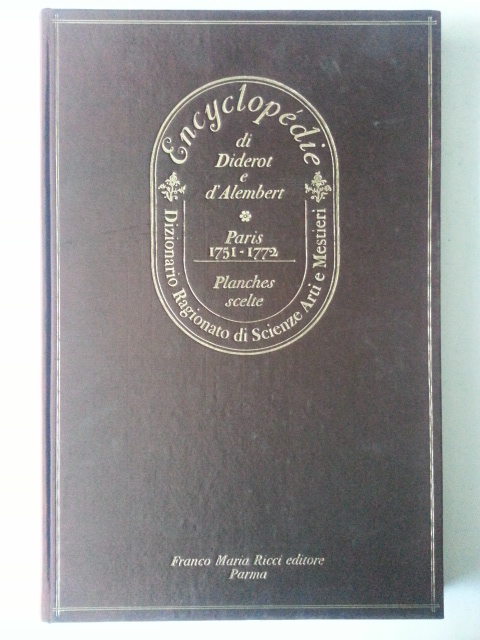 Encyclopédie
di
Diderot
e
d'Alembert
Paris
1751-1772
Planches
scelte
Dizionario Ragionato di Scienze Arti e Mestieri
Franco Maria Ricci editore
Parma